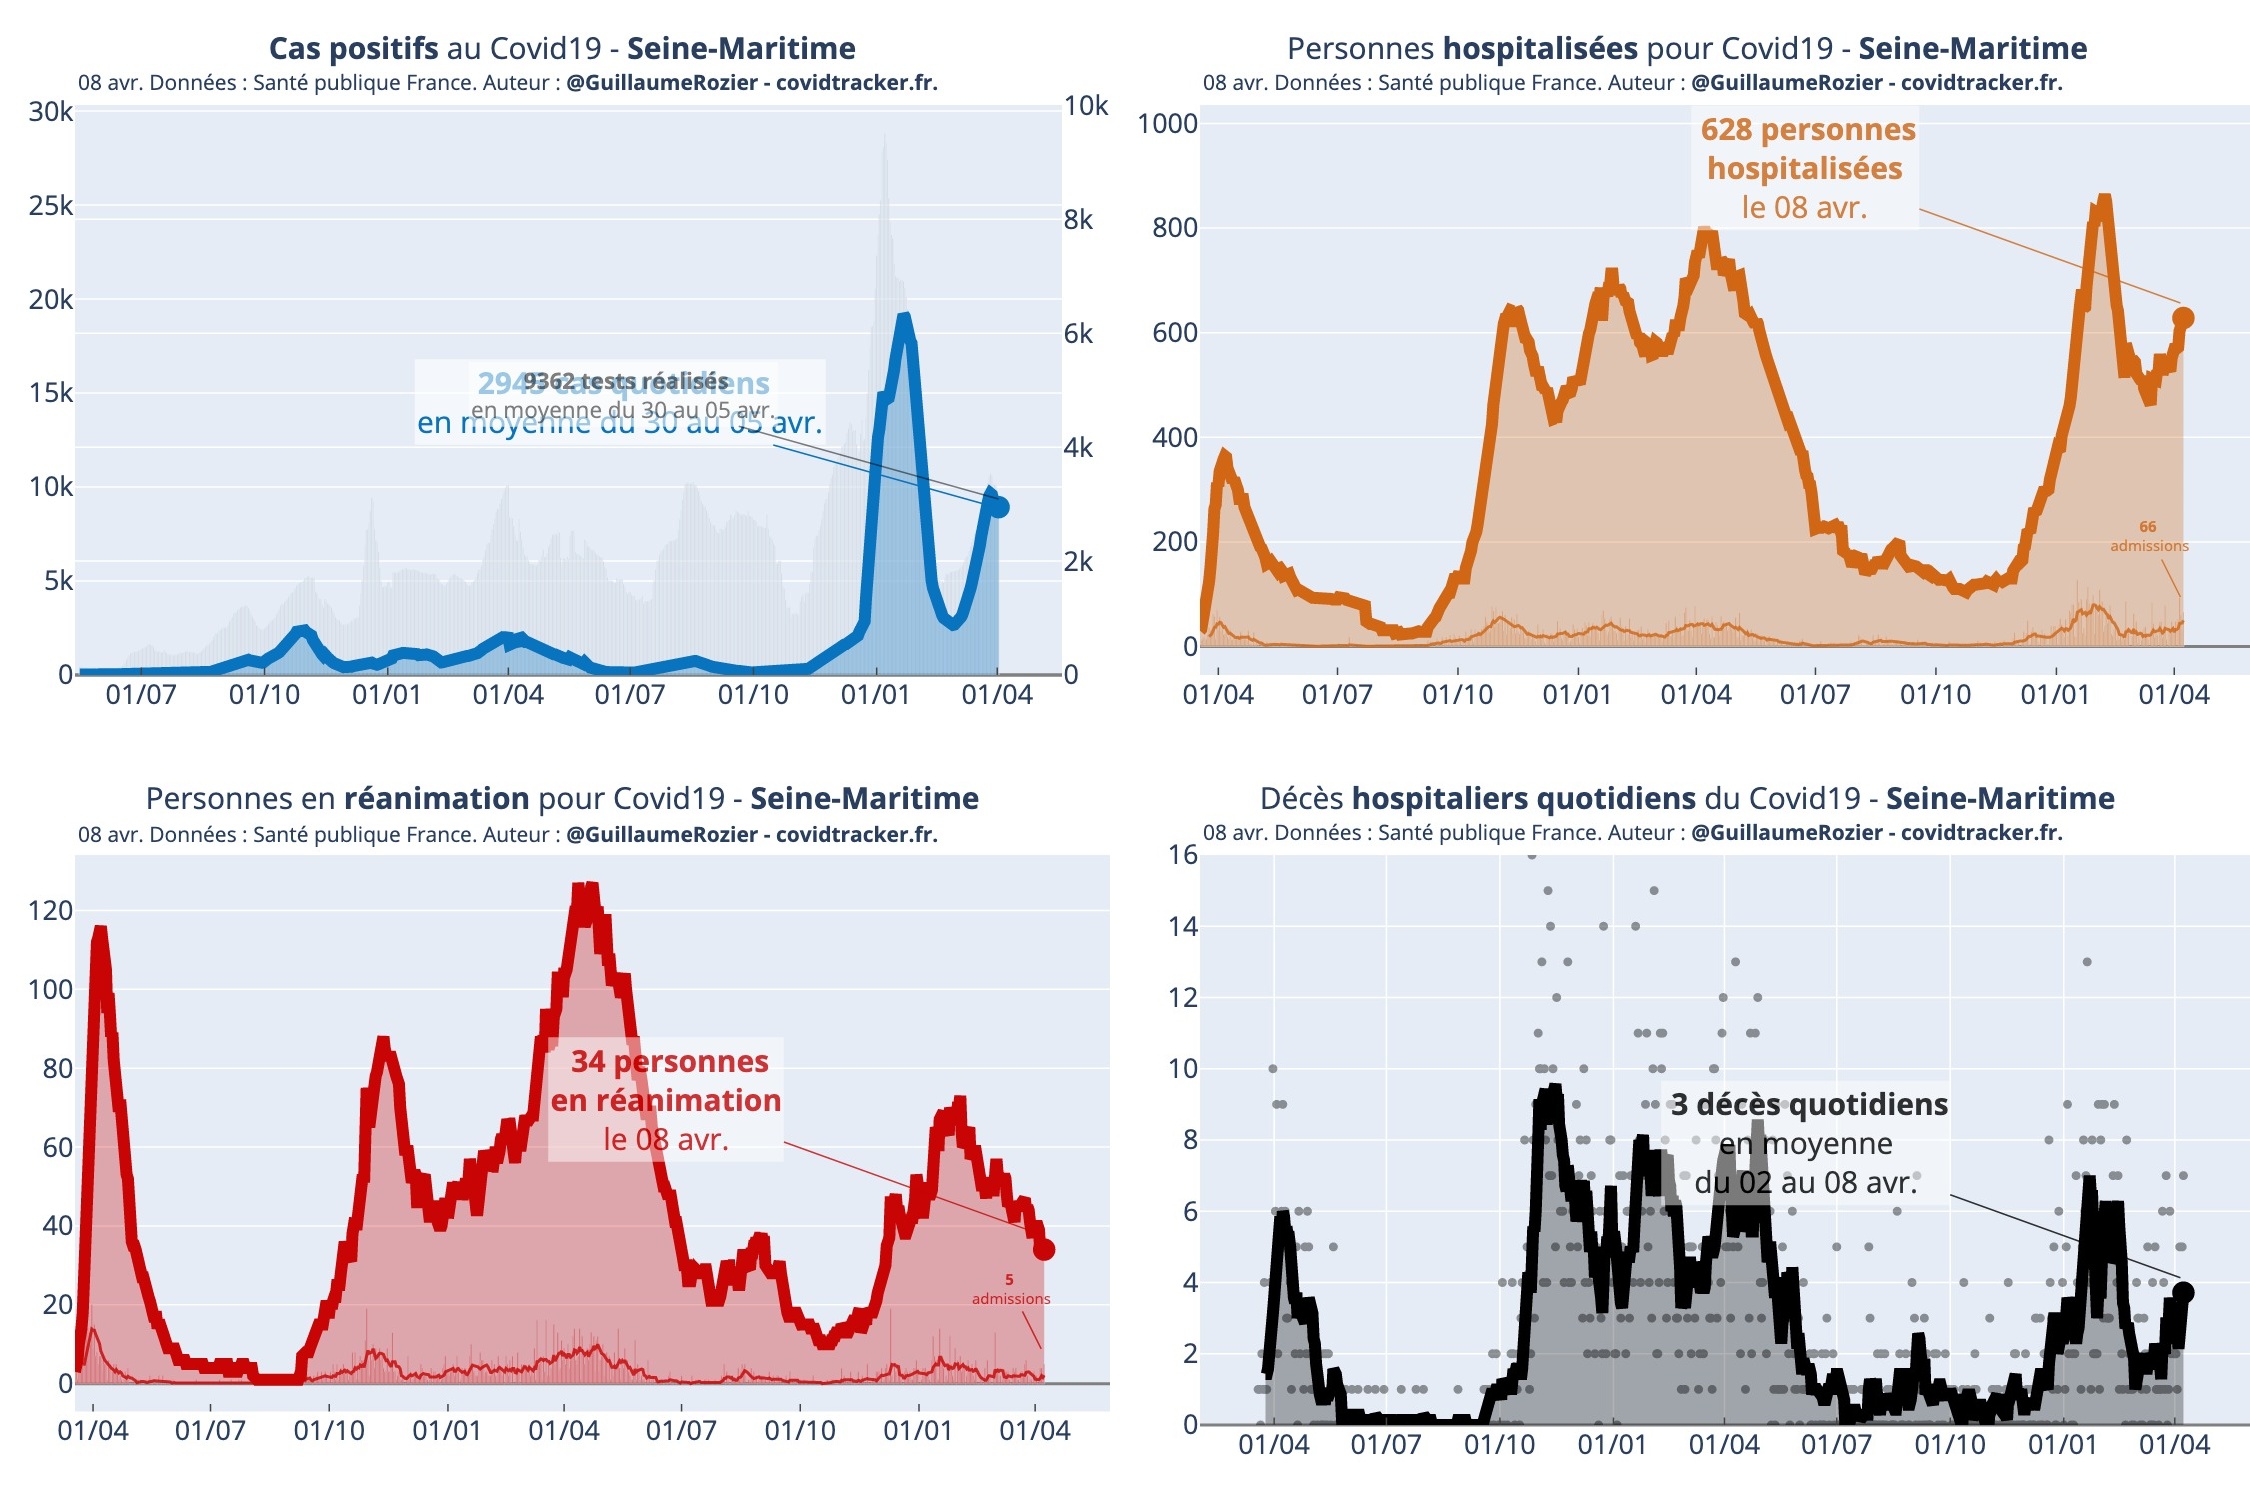 Cas positifs au Covid19 - Seine-Maritime
08 avr. Données : Santé publique France. Auteur : @GuillaumeRozier - covidtracker.fr.
30k
25k
20k
15k
10k
5k
0
10k
8k
6k
4k
2k
0
9362 tests réalisés
cas quotidiens
en moyenne du 30 au 05 avr.
en moyenne du 30 au 05 avr.
01/07 01/10 01/01 01/04 01/07 01/10 01/01 01/04
Personnes hospitalisées pour Covid19 - Seine-Maritime
08 avr. Données : Santé publique France. Auteur : @GuillaumeRozier - covidtracker.fr.
1000
800
600
400
200
0
628 personnes
hospitalisées
le 08 avr.
66
admissions
01/04 01/07 01/10 01/01 01/04 01/07 01/10 01/01 01/04
Personnes en réanimation pour Covid19 - Seine-Maritime
08 avr. Données : Santé publique France. Auteur : @GuillaumeRozier - covidtracker.fr.
120
100
80
60
40
20
0
34 personnes
en réanimation
le 08 avr.
5
admissions
01/04 01/07 01/10 01/01 01/04 01/07 01/10 01/01 01/04
Décès hospitaliers quotidiens du Covid19 - Seine-Maritime
08 avr. Données : Santé publique France. Auteur : @GuillaumeRozier - covidtracker.fr.
16
14
12
10
8
6
4
2
0
3 décès quotidiens
en moyenne
du 02 au 08 avr.
01/04 01/07 01/10 01/01 01/04 01/07 01/10 01/01 01/04